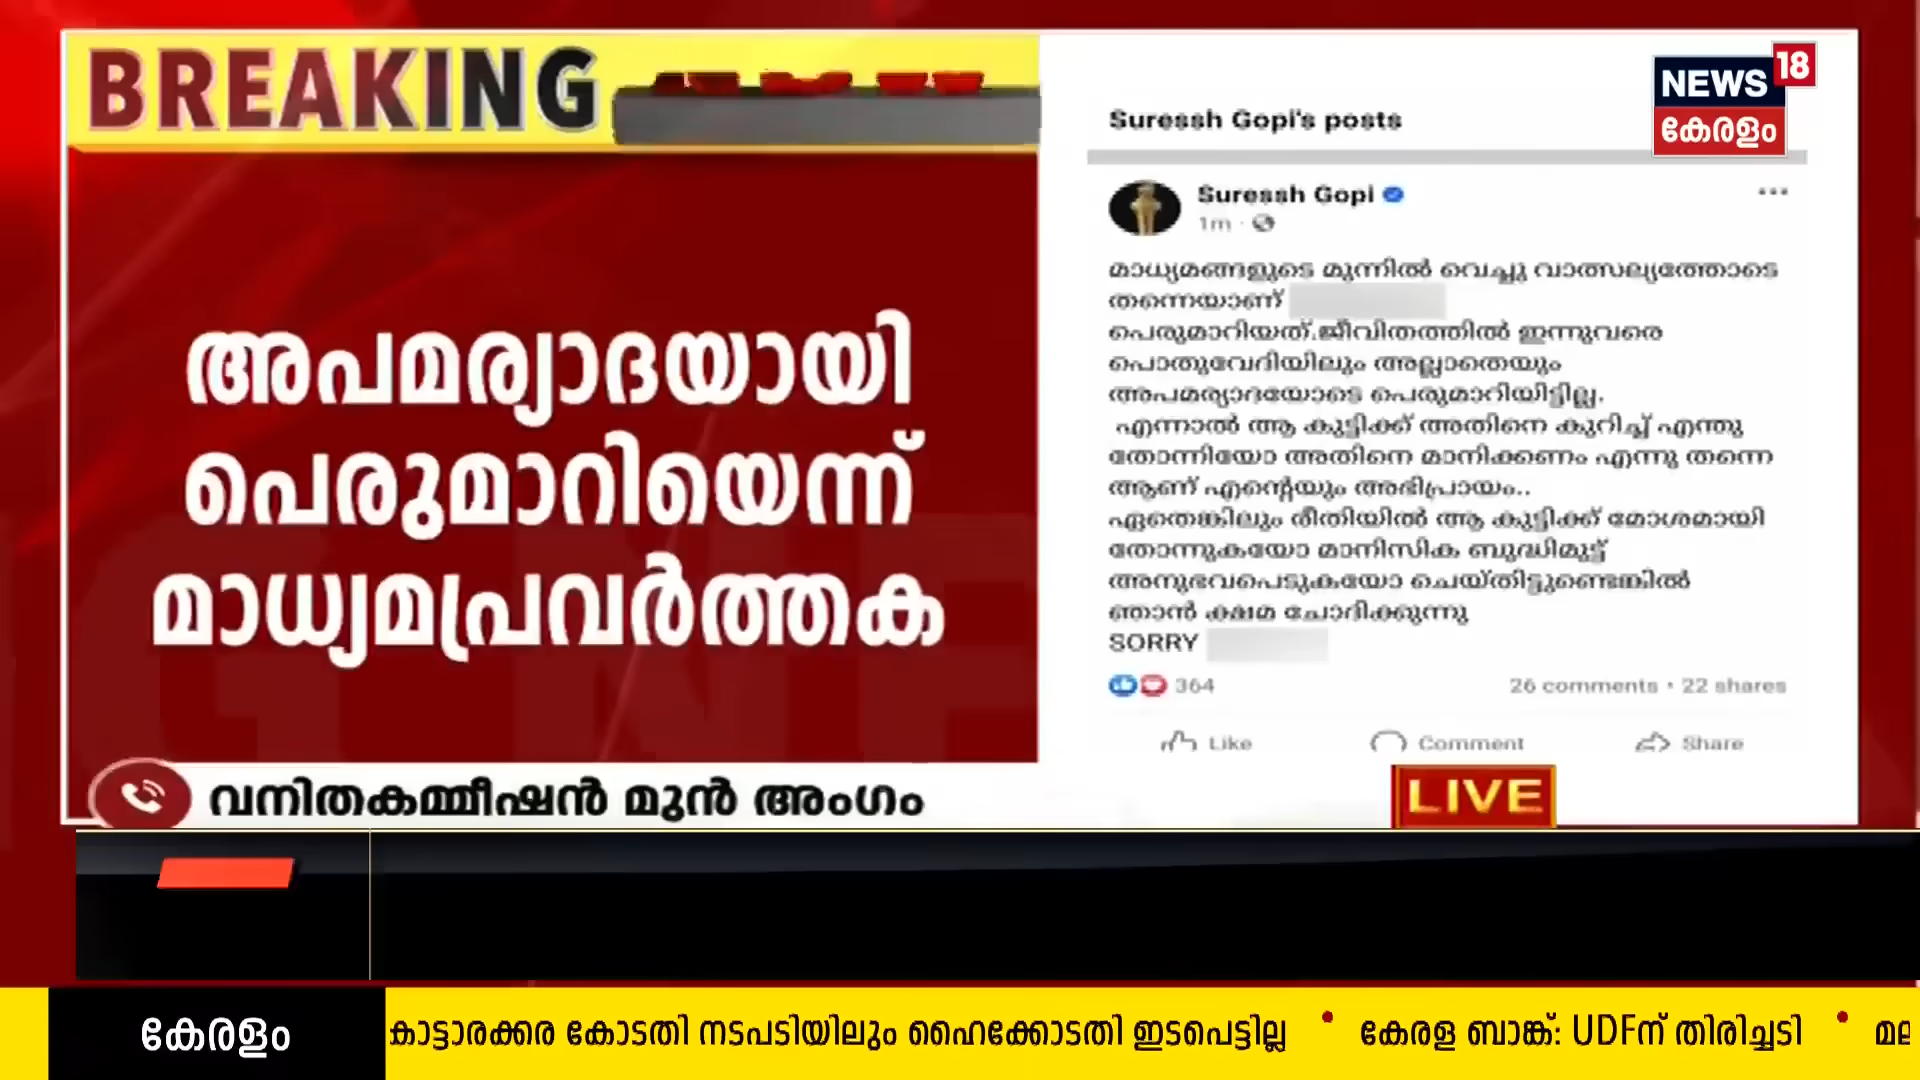 BREAKING
അപമര്യാദയായി
പെരുമാറിയെന്ന്
മാധ്യമപ്രവർത്തക
വനിതകമ്മീഷൻ മുൻ അംഗം
NEWS 18
കേരളം
Suressh Gopi's posts
Suressh Gopi
1m
മാധ്യമങ്ങളുടെ മുന്നിൽ വെച്ചു വാത്സല്യത്തോടെ
തന്നെയാണ്
പെരുമാറിയത്.ജീവിതത്തിൽ ഇന്നുവരെ
പൊതുവേദിയിലും അല്ലാതെയും
അപമര്യാദയോടെ പെരുമാറിയിട്ടില്ല.
എന്നാൽ ആ കുട്ടിക്ക് അതിനെ കുറിച്ച് എന്തു
തോന്നിയോ അതിനെ മാനിക്കണം എന്നു തന്നെ
ആണ് എന്റെയും അഭിപ്രായം..
ഏതെങ്കിലും രീതിയിൽ ആ കുട്ടിക്ക് മോശമായി
തോന്നുകയോ മാനസിക ബുദ്ധിമുട്ട്
അനുഭവപെടുകയോ ചെയ്തിട്ടുണ്ടെങ്കിൽ
ഞാൻ ക്ഷമ ചോദിക്കുന്നു
SORRY
364
26 comments • 22 shares
Like Comment Share
LIVE
കേരളം
കാട്ടാരക്കര കോടതി നടപടിയിലും ഹൈക്കോടതി ഇടപെട്ടില്ല • കേരള ബാങ്ക്: UDFന് തിരിച്ചടി •